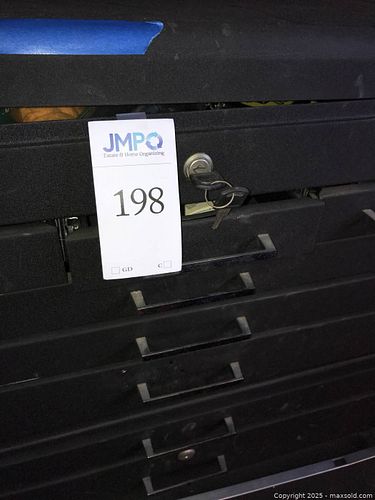 JMPO
Estate & Home Organizing
198
GD
C
Copyright 2025 - maxsold.com